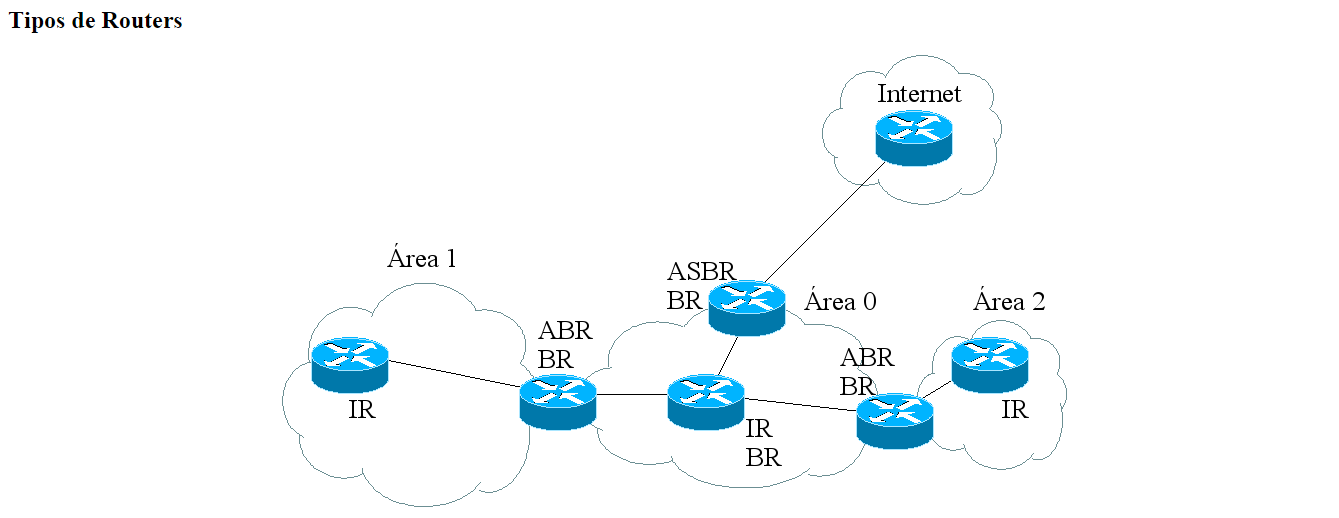 Tipos de Routers
Internet
Área 1
ASBR
BR
Área 0
Área 2
ABR
BR
ABR
BR
IR
IR
BR
IR